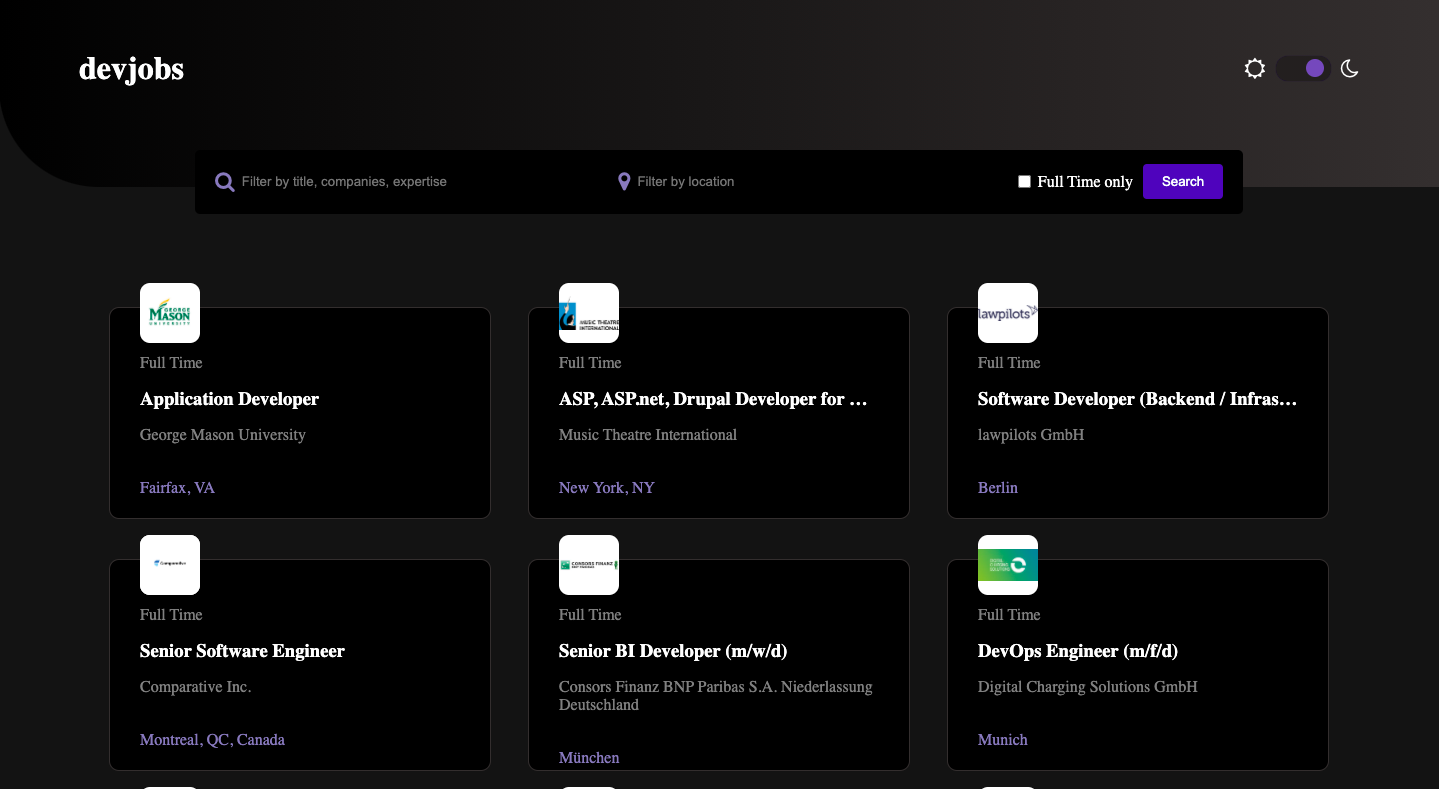 devjobs
Filter by title, companies, expertise
Filter by location
Full Time only
Search
GEORGE
MASON
UNIVERSITY
Full Time
Application Developer
George Mason University
Fairfax, VA
MUSIC THEATRE
INTERNATIONAL
Full Time
ASP, ASP.net, Drupal Developer for …
Music Theatre International
New York, NY
lawpilots
Full Time
Software Developer (Backend / Infras…
lawpilots GmbH
Berlin
Comparative
Full Time
Senior Software Engineer
Comparative Inc.
Montreal, QC, Canada
CONSORS FINANZ
Full Time
Senior BI Developer (m/w/d)
Consors Finanz BNP Paribas S.A. Niederlassung
Deutschland
München
DIGITAL
CHARGING
SOLUTIONS
Full Time
DevOps Engineer (m/f/d)
Digital Charging Solutions GmbH
Munich